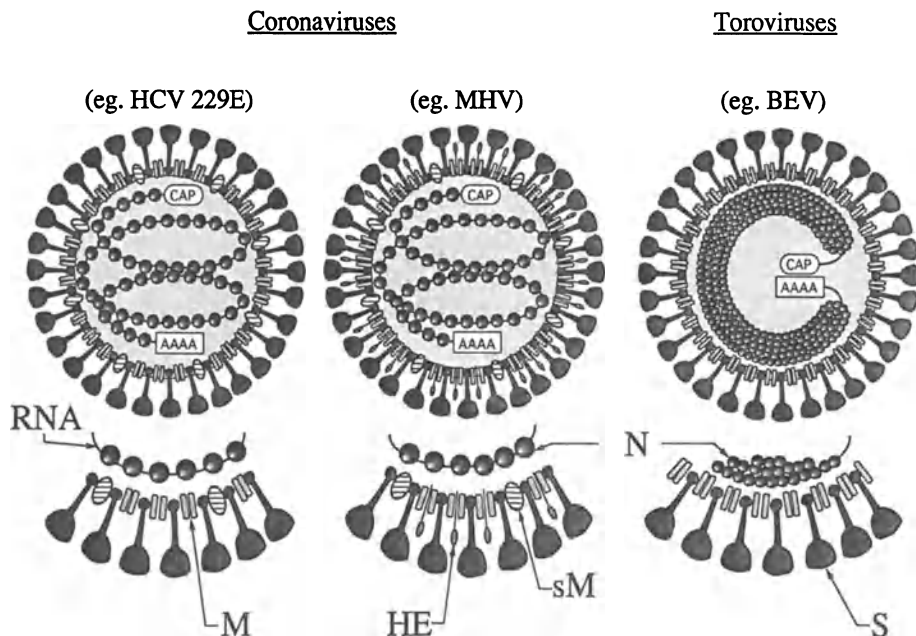 Coronaviruses Toroviruses
(eg. HCV 229E) (eg. MHV) (eg. BEV)
CAP CAP
CAP
AAAA
AAAA AAAA
RNA
N
sM
M HE S